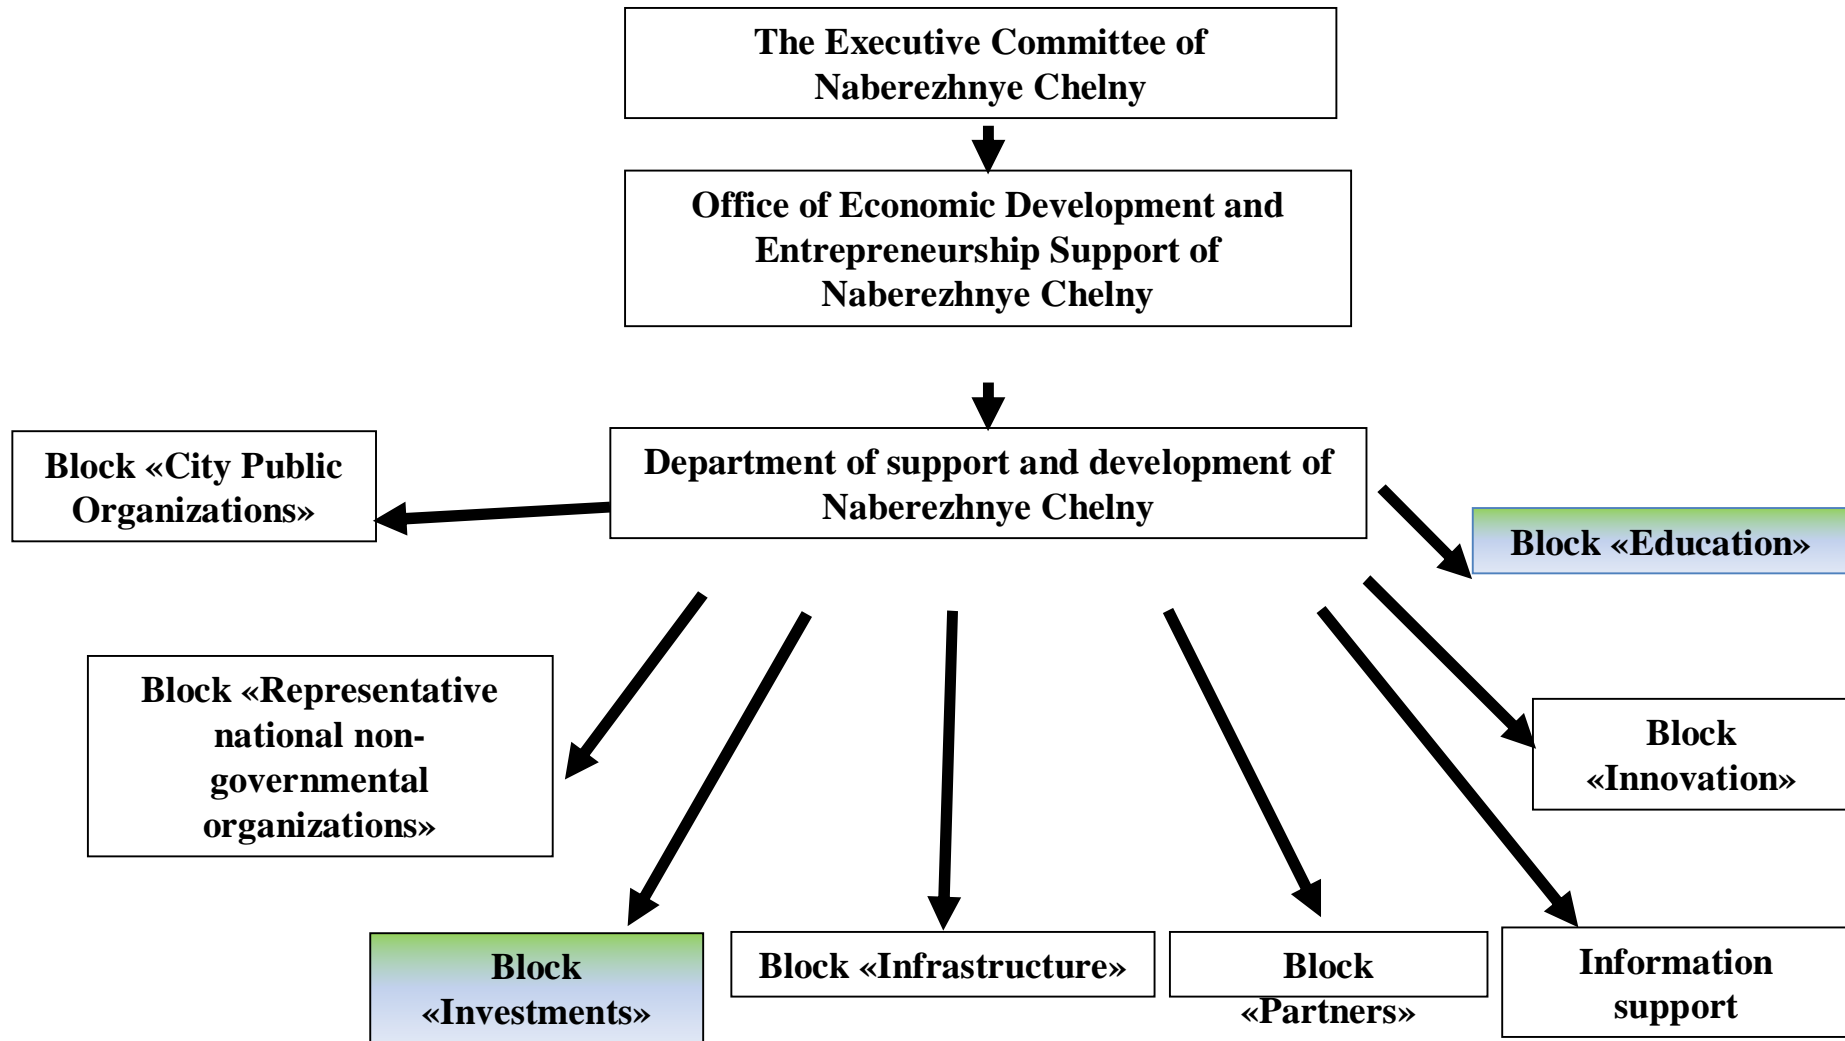 The Executive Committee of
Naberezhnye Chelny
Office of Economic Development and
Entrepreneurship Support of
Naberezhnye Chelny
Block «City Public
Organizations»
Department of support and development of
Naberezhnye Chelny
Block «Education»
Block «Representative
national non-
governmental
organizations»
Block
«Innovation»
Block
«Investments»
Block «Infrastructure»
Block
«Partners»
Information
support